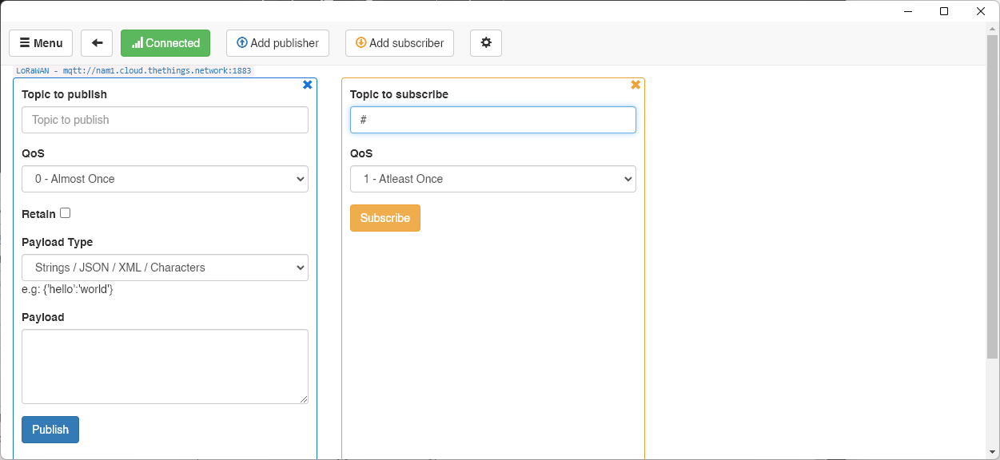 Menu
Connected
Add publisher
Add subscriber
LoRaWAN - mqtt://nam1.cloud.thethings.network:1883
Topic to publish
Topic to publish
QoS
0 - Almost Once
Retain
Payload Type
Strings / JSON / XML / Characters
e.g: {'hello':'world'}
Payload
Publish
Topic to subscribe
#
QoS
1 - Atleast Once
Subscribe